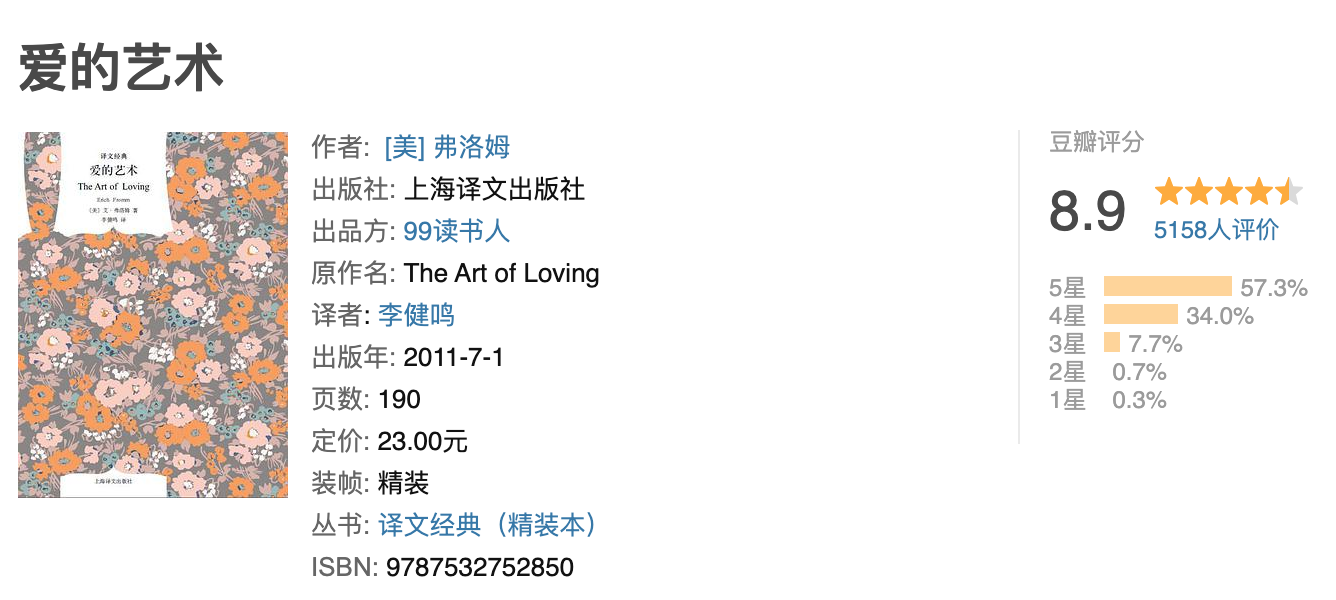 爱的艺术
译文经典
爱的艺术
The Art of Loving
Erich Fromm
〔美〕艾·弗洛姆 著
李健鸣 译
上海译文出版社
作者: [美] 弗洛姆
出版社: 上海译文出版社
出品方: 99读书人
原作名: The Art of Loving
译者: 李健鸣
出版年: 2011-7-1
页数: 190
定价: 23.00元
装帧: 精装
丛书: 译文经典（精装本）
ISBN: 9787532752850
豆瓣评分
8.9
5158人评价
5星 57.3%
4星 34.0%
3星 7.7%
2星 0.7%
1星 0.3%